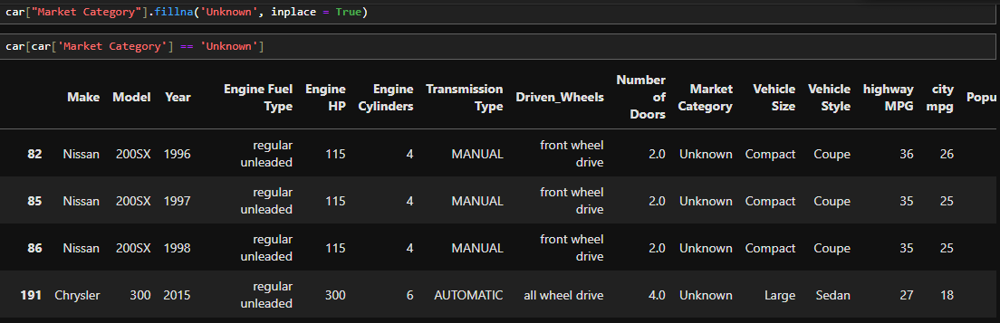 car["Market Category"].fillna('Unknown', inplace = True)
car[car['Market Category'] == 'Unknown']
Make Model Year Engine Fuel Type Engine HP Engine Cylinders Transmission Type Driven_Wheels Number of Doors Market Category Vehicle Size Vehicle Style highway MPG city mpg Popu
82 Nissan 200SX 1996 regular unleaded 115 4 MANUAL front wheel drive 2.0 Unknown Compact Coupe 36 26
85 Nissan 200SX 1997 regular unleaded 115 4 MANUAL front wheel drive 2.0 Unknown Compact Coupe 35 25
86 Nissan 200SX 1998 regular unleaded 115 4 MANUAL front wheel drive 2.0 Unknown Compact Coupe 35 25
191 Chrysler 300 2015 regular unleaded 300 6 AUTOMATIC all wheel drive 4.0 Unknown Large Sedan 27 18